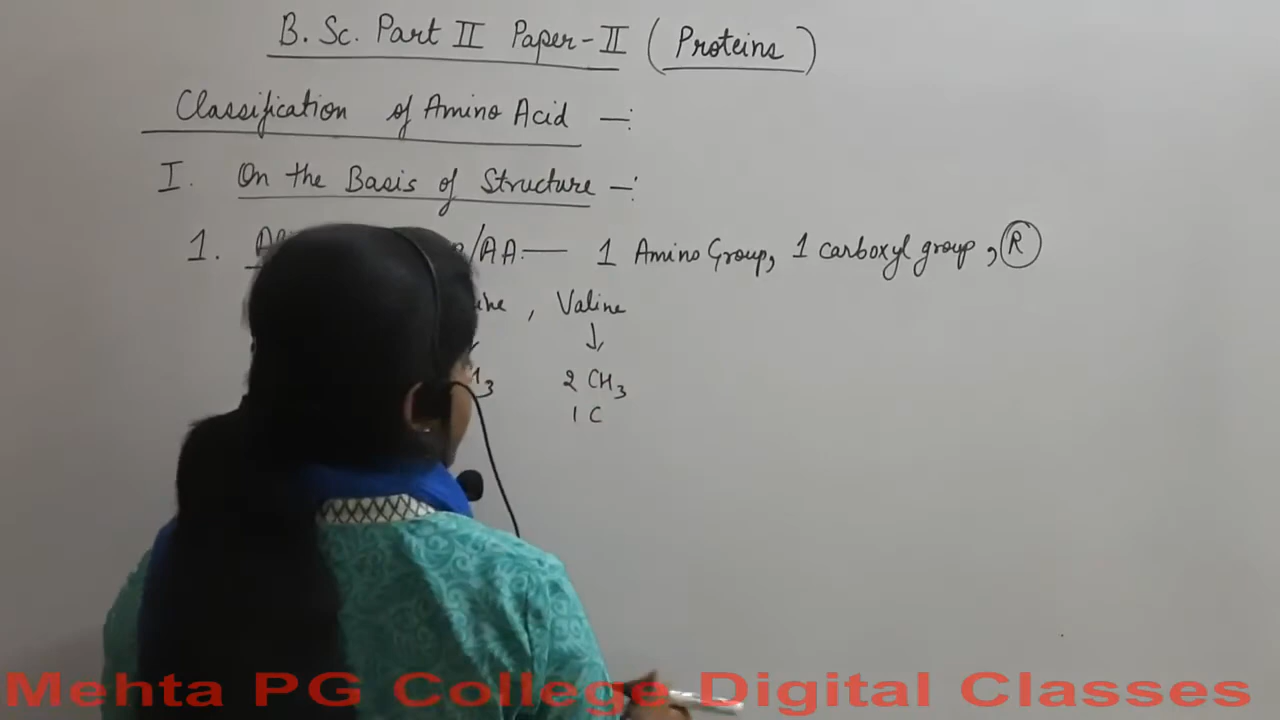 B. Sc. Part II Paper-II (Proteins)
Classification of Amino Acid -:
I. On the Basis of Structure -:
1. /AA — 1 Amino Group, 1 carboxyl group, R
, Valine
2 CH3
1 C
Mehta PG College Digital Classes